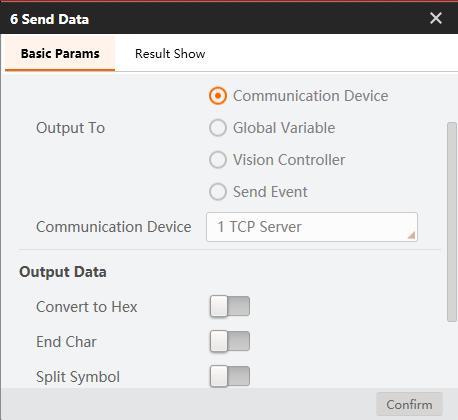 6 Send Data
Basic Params
Result Show
Communication Device
Output To
Global Variable
Vision Controller
Send Event
Communication Device
1 TCP Server
Output Data
Convert to Hex
End Char
Split Symbol
Confirm